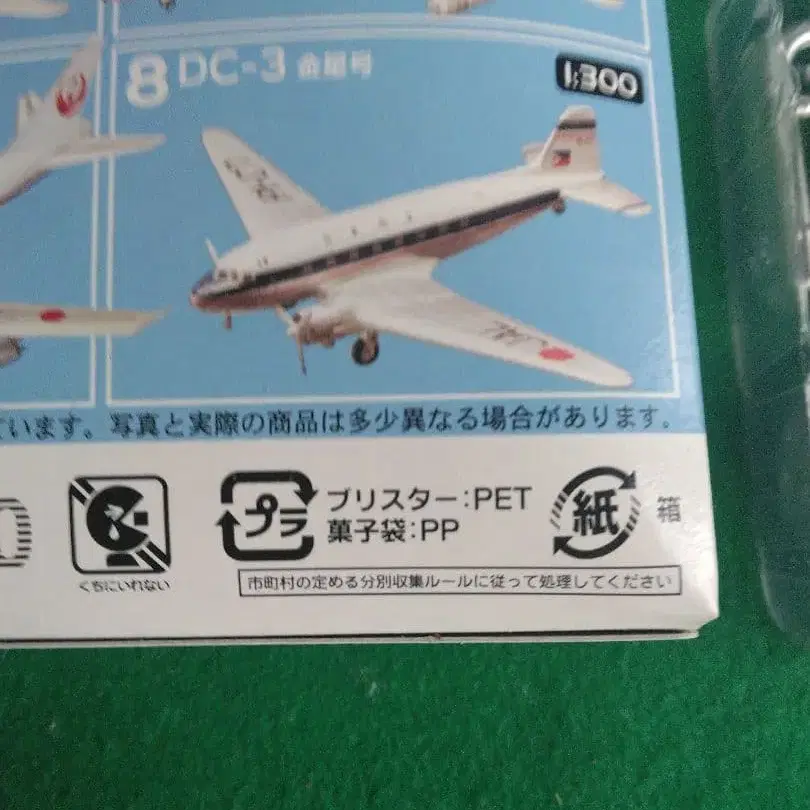 8 DC-3 金星号
1:300
JAL
ています。写真と実際の商品は多少異なる場合があります。
くちにいれない
プラ
ブリスター:PET
菓子袋:PP
紙
箱
市町村の定める分別収集ルールに従って処理してください